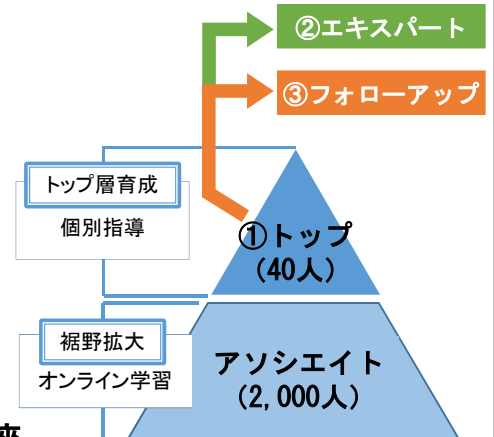 ②エキスパート
③フォローアップ
トップ層育成
個別指導
①トップ
(40人)
裾野拡大
オンライン学習
アソシエイト
(2,000人)